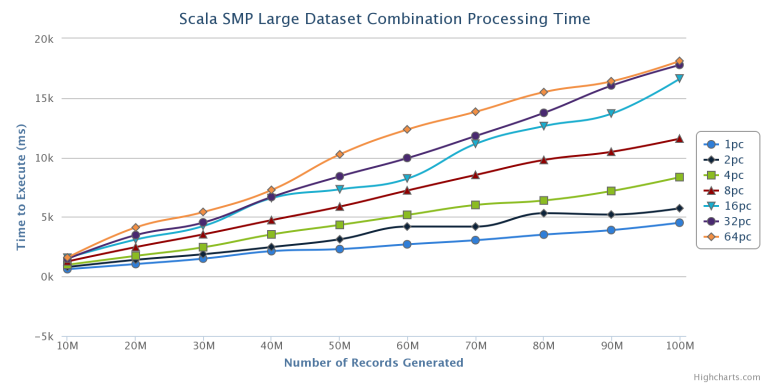 Scala SMP Large Dataset Combination Processing Time
20k
15k
10k
5k
0k
−5k
Time to Execute (ms)
10M 20M 30M 40M 50M 60M 70M 80M 90M 100M
Number of Records Generated
1pc
2pc
4pc
8pc
16pc
32pc
64pc
Highcharts.com